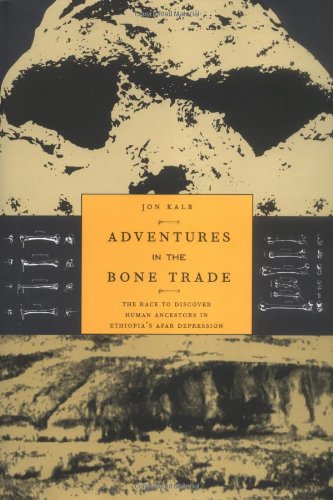 JON KALB
ADVENTURES
IN THE
BONE TRADE
THE RACE TO DISCOVER
HUMAN ANCESTORS IN
ETHIOPIA'S AFAR DEPRESSION